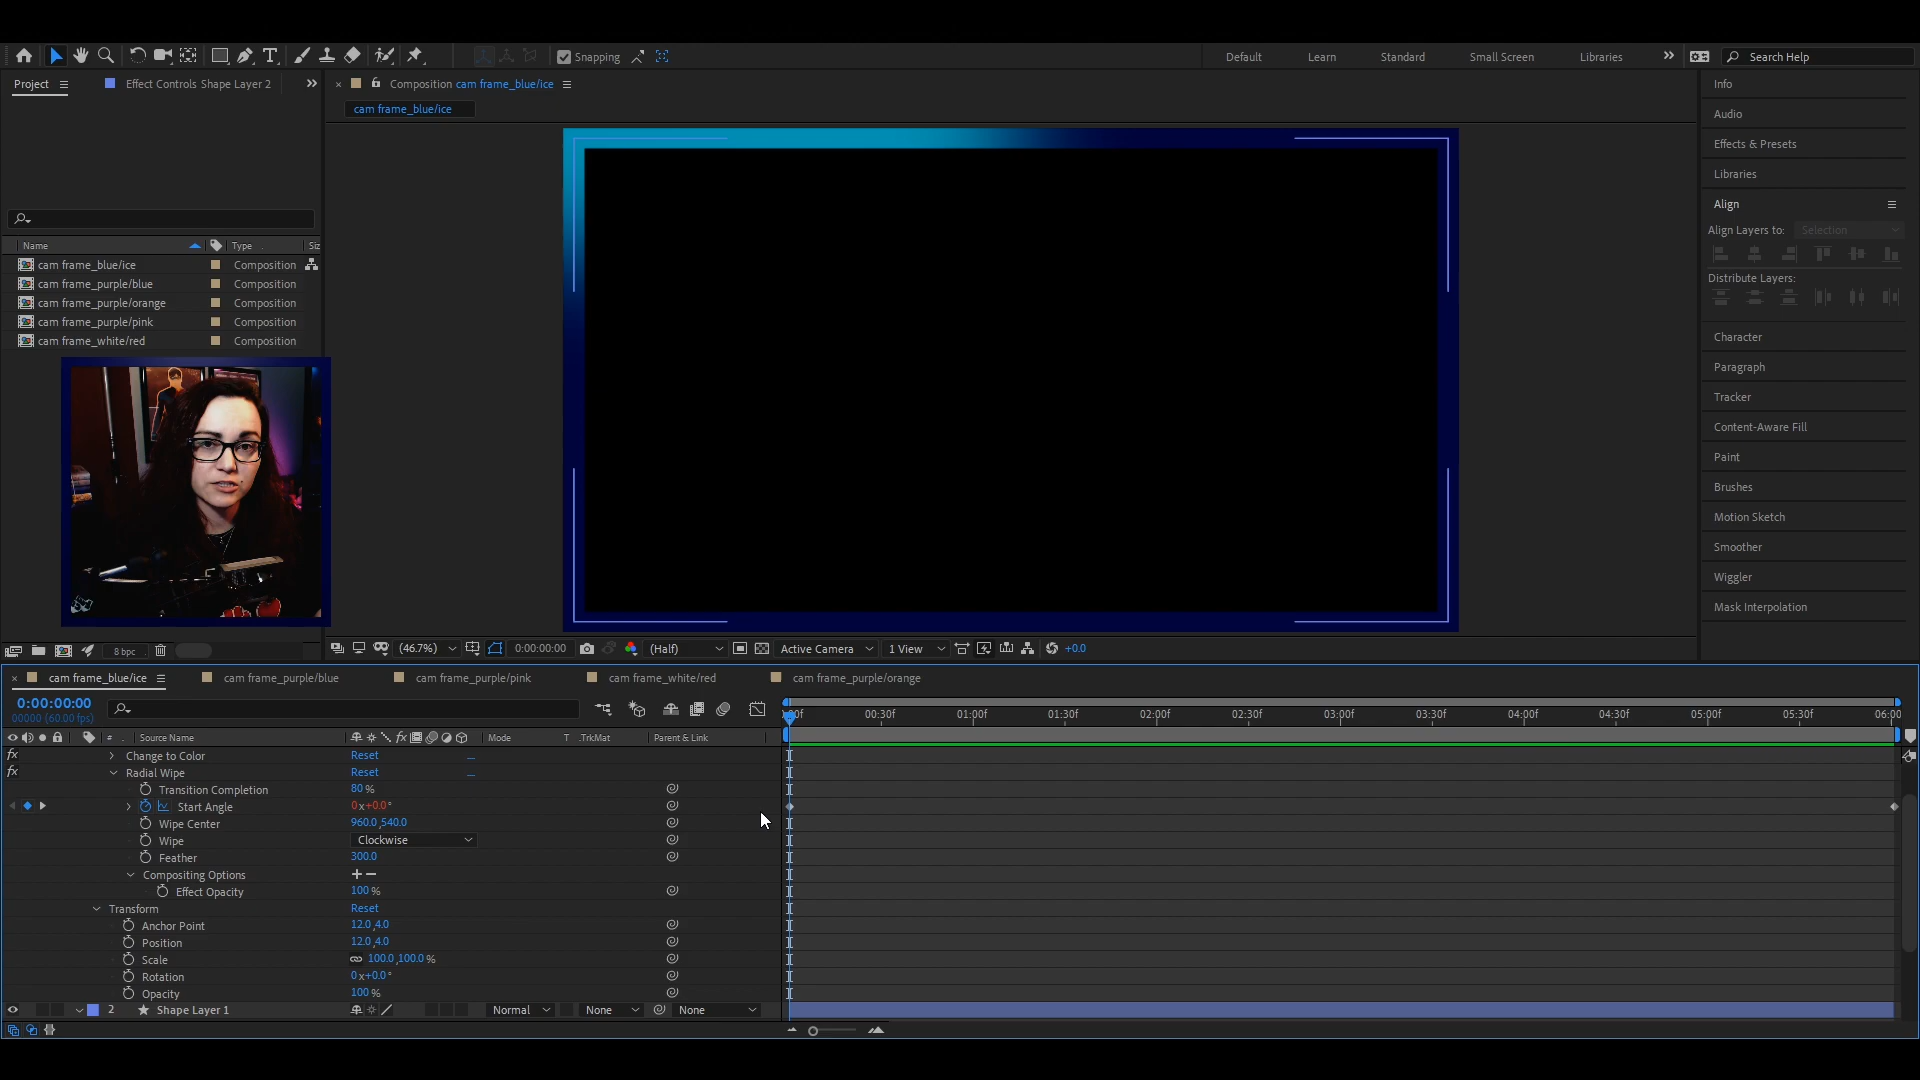 Snapping
Default
Learn
Standard
Small Screen
Libraries
Search Help
Project
Effect Controls Shape Layer 2
Composition cam frame_blue/ice
cam frame_blue/ice
Name
Type
Siz
cam frame_blue/ice
Composition
cam frame_purple/blue
Composition
cam frame_purple/orange
Composition
cam frame_purple/pink
Composition
cam frame_white/red
Composition
Info
Audio
Effects & Presets
Libraries
Align
Align Layers to:
Selection
Distribute Layers:
Character
Paragraph
Tracker
Content-Aware Fill
Paint
Brushes
Motion Sketch
Smoother
Wiggler
Mask Interpolation
8 bpc
(46.7%)
0:00:00:00
(Half)
Active Camera
1 View
+0.0
cam frame_blue/ice
cam frame_purple/blue
cam frame_purple/pink
cam frame_white/red
cam frame_purple/orange
0:00:00:00
00000 (60.00 fps)
:00f
00:30f
01:00f
01:30f
02:00f
02:30f
03:00f
03:30f
04:00f
04:30f
05:00f
05:30f
06:00
#
Source Name
Mode
T
.TrkMat
Parent & Link
fx
Change to Color
Reset
fx
Radial Wipe
Reset
Transition Completion
80 %
Start Angle
0x+0.0°
Wipe Center
960.0,540.0
Wipe
Clockwise
Feather
300.0
Compositing Options
+ −
Effect Opacity
100 %
Transform
Reset
Anchor Point
12.0,4.0
Position
12.0,4.0
Scale
100.0,100.0 %
Rotation
0x+0.0°
Opacity
100 %
2
Shape Layer 1
Normal
None
None